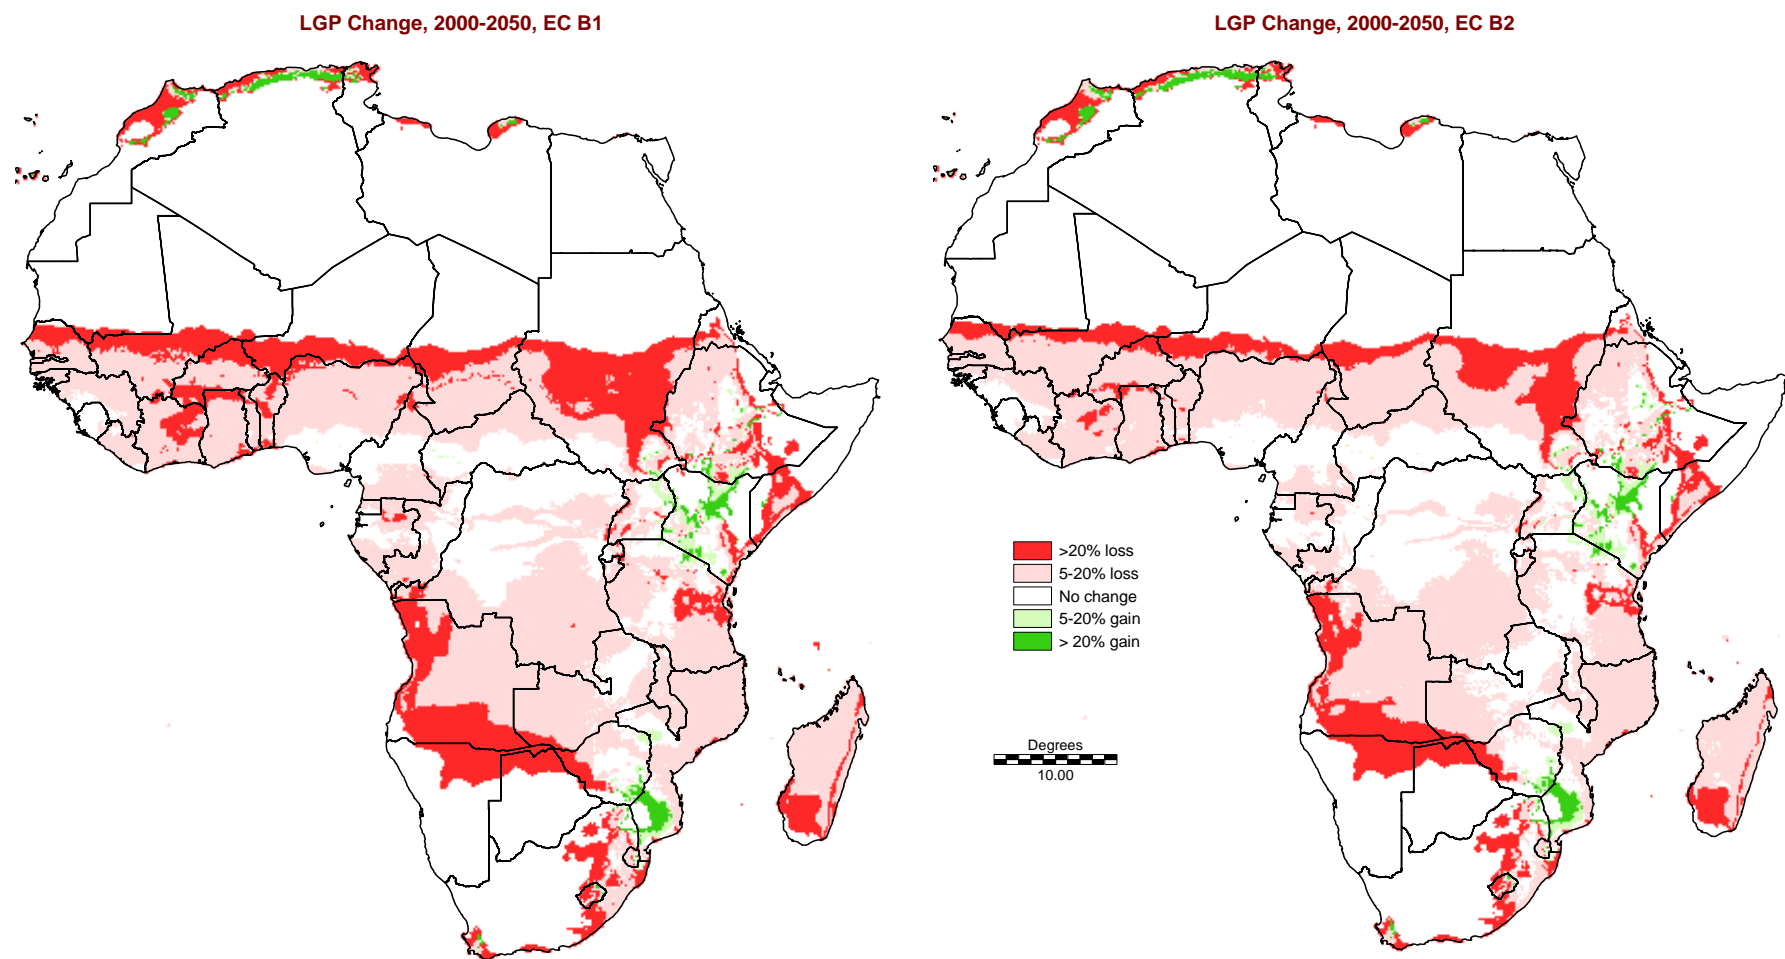 LGP Change, 2000-2050, EC B1
LGP Change, 2000-2050, EC B2
>20% loss
5-20% loss
No change
5-20% gain
> 20% gain
Degrees
10.00